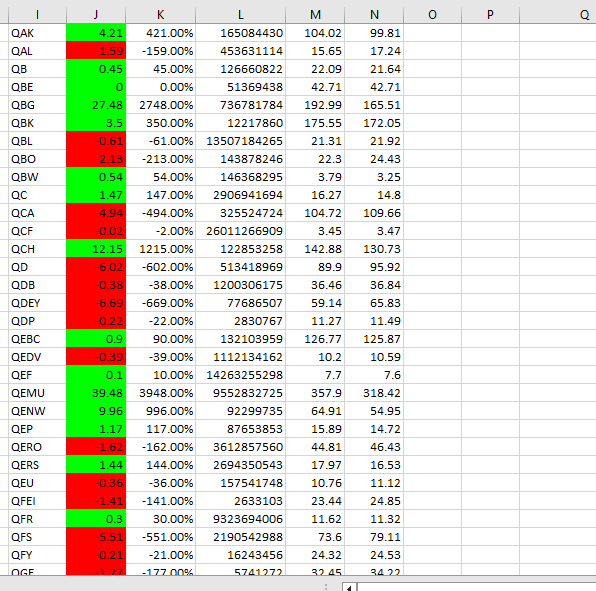 I J K L M N O P Q
QAK 4.21 421.00% 165084430 104.02 99.81
QAL -1.59 -159.00% 453631114 15.65 17.24
QB 0.45 45.00% 126660822 22.09 21.64
QBE 0 0.00% 51369438 42.71 42.71
QBG 27.48 2748.00% 736781784 192.99 165.51
QBK 3.5 350.00% 12217860 175.55 172.05
QBL -0.61 -61.00% 13507184265 21.31 21.92
QBO -2.13 -213.00% 143878246 22.3 24.43
QBW 0.54 54.00% 146368295 3.79 3.25
QC 1.47 147.00% 2906941694 16.27 14.8
QCA -4.94 -494.00% 325524724 104.72 109.66
QCF -0.02 -2.00% 26011266909 3.45 3.47
QCH 12.15 1215.00% 122853258 142.88 130.73
QD -6.02 -602.00% 513418969 89.9 95.92
QDB -0.38 -38.00% 1200306175 36.46 36.84
QDEY -6.69 -669.00% 77686507 59.14 65.83
QDP -0.22 -22.00% 2830767 11.27 11.49
QEBC 0.9 90.00% 132103959 126.77 125.87
QEDV -0.39 -39.00% 1112134162 10.2 10.59
QEF 0.1 10.00% 14263255298 7.7 7.6
QEMU 39.48 3948.00% 9552832725 357.9 318.42
QENW 9.96 996.00% 92299735 64.91 54.95
QEP 1.17 117.00% 87653853 15.89 14.72
QERO -1.62 -162.00% 3612857560 44.81 46.43
QERS 1.44 144.00% 2694350543 17.97 16.53
QEU -0.36 -36.00% 157541748 10.76 11.12
QFEI -1.41 -141.00% 2633103 23.44 24.85
QFR 0.3 30.00% 9323694006 11.62 11.32
QFS -5.51 -551.00% 2190542988 73.6 79.11
QFY -0.21 -21.00% 16243456 24.32 24.53
QGE -1.77 -177.00% 5741272 32.45 34.22